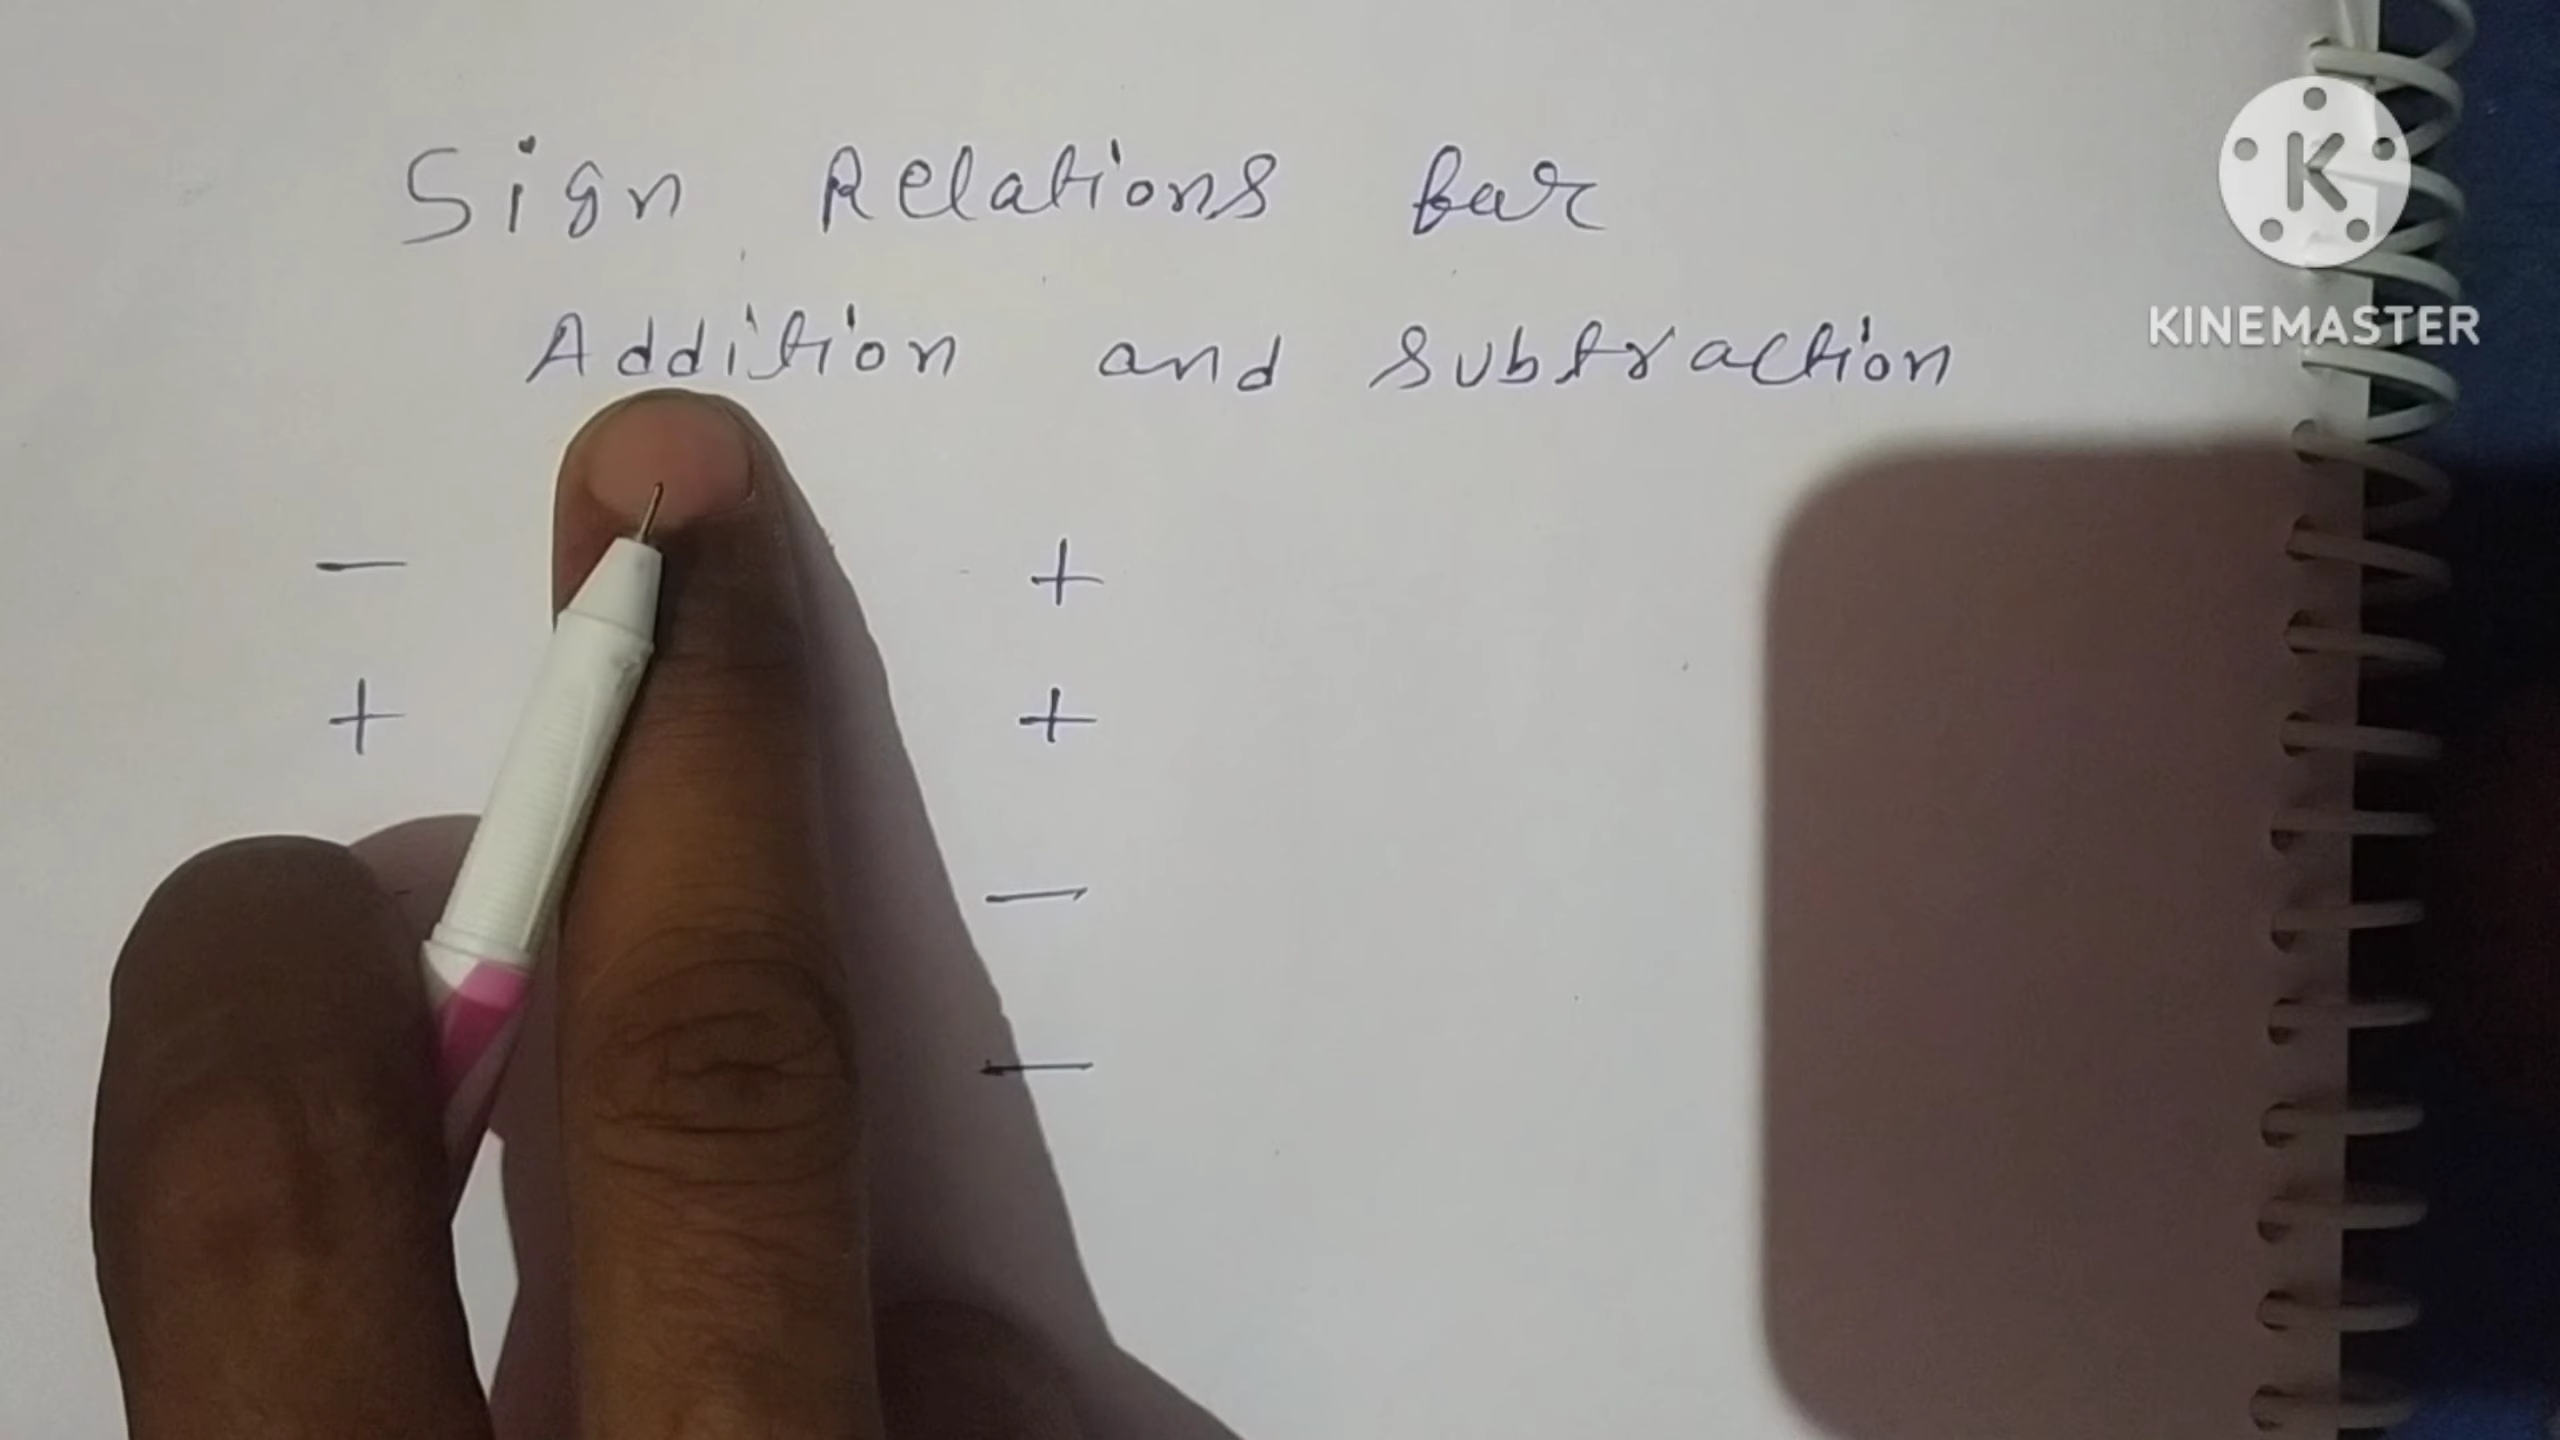 Sign Relations for
Addition and subtraction
- +
+ +
-
-
KINEMASTER